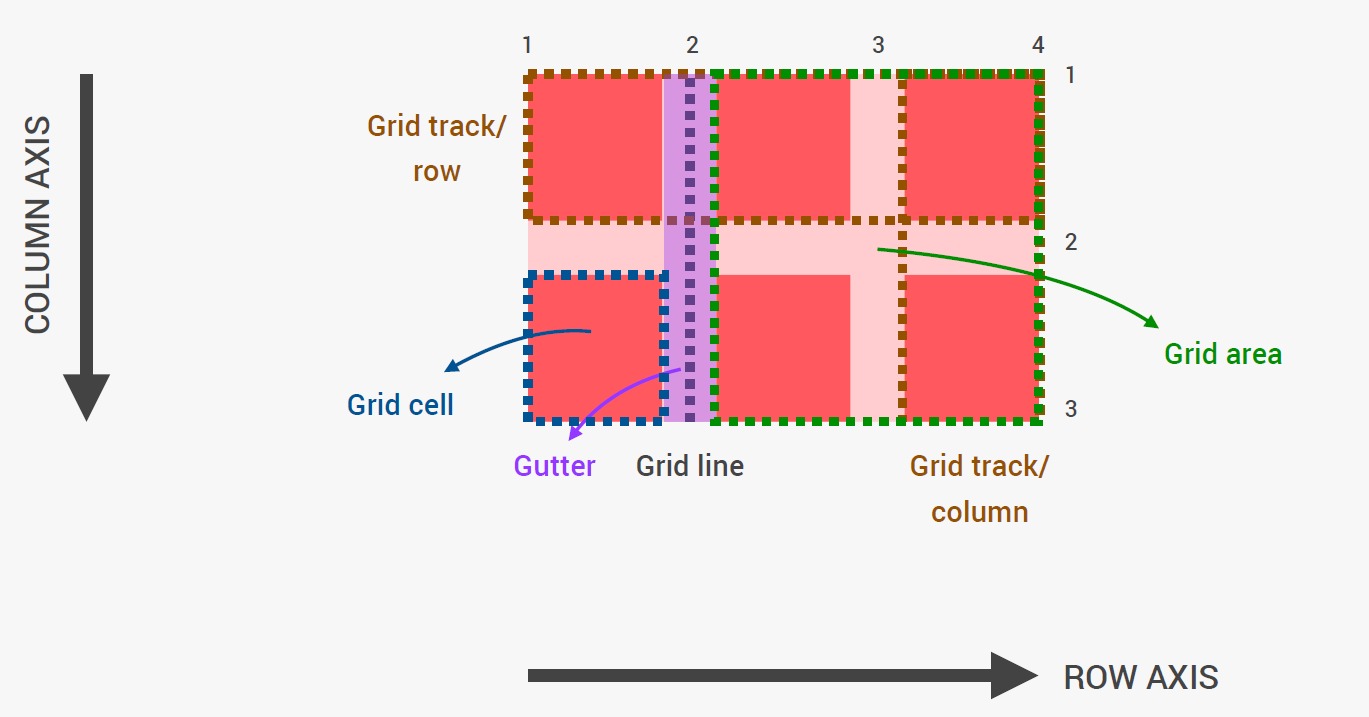 1 2 3 4
1
COLUMN AXIS
Grid track/
row
2
Grid area
Grid cell
3
Gutter
Grid line
Grid track/
column
ROW AXIS